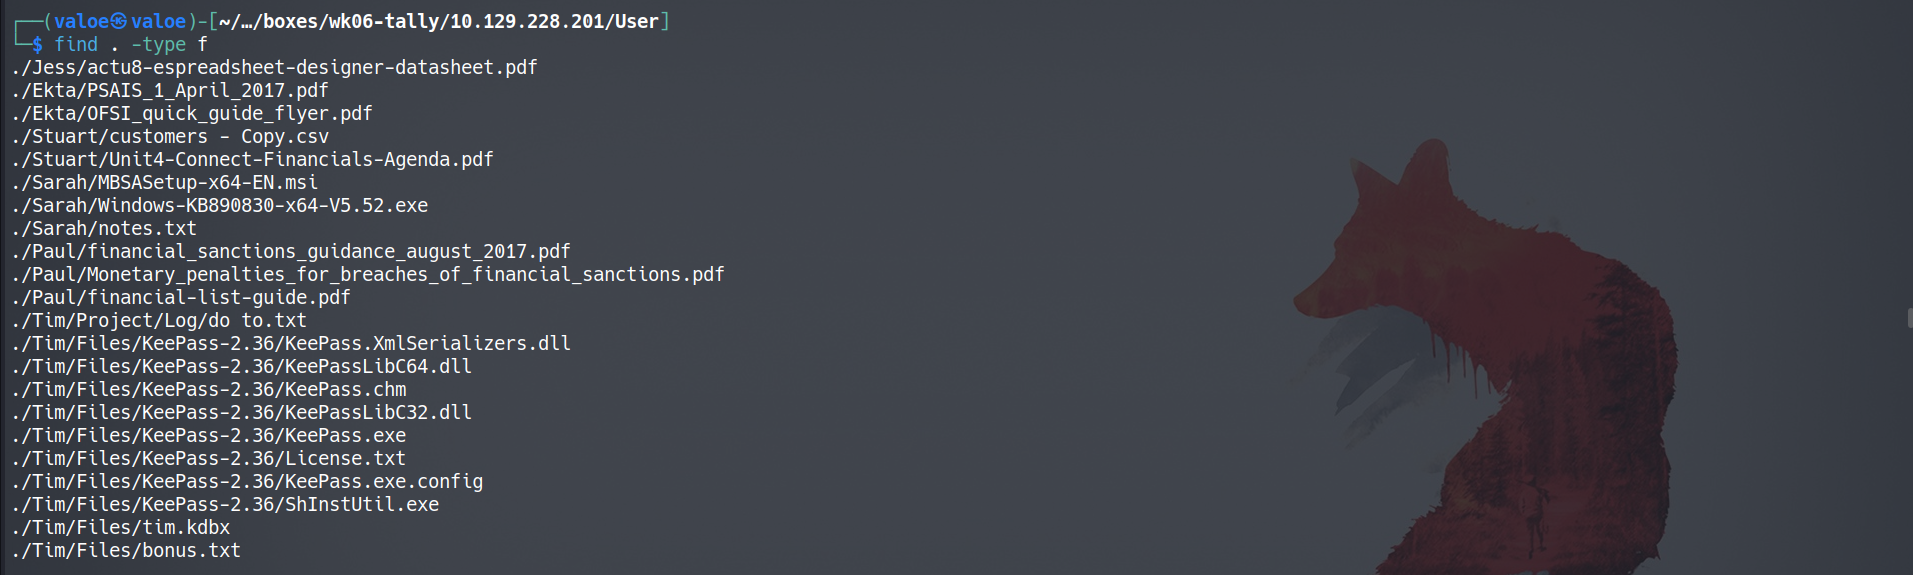 ┌──(valoe㉿valoe)-[~/…/boxes/wk06-tally/10.129.228.201/User]
└─$ find . -type f
./Jess/actu8-espreadsheet-designer-datasheet.pdf
./Ekta/PSAIS_1_April_2017.pdf
./Ekta/OFSI_quick_guide_flyer.pdf
./Stuart/customers - Copy.csv
./Stuart/Unit4-Connect-Financials-Agenda.pdf
./Sarah/MBSASetup-x64-EN.msi
./Sarah/Windows-KB890830-x64-V5.52.exe
./Sarah/notes.txt
./Paul/financial_sanctions_guidance_august_2017.pdf
./Paul/Monetary_penalties_for_breaches_of_financial_sanctions.pdf
./Paul/financial-list-guide.pdf
./Tim/Project/Log/do to.txt
./Tim/Files/KeePass-2.36/KeePass.XmlSerializers.dll
./Tim/Files/KeePass-2.36/KeePassLibC64.dll
./Tim/Files/KeePass-2.36/KeePass.chm
./Tim/Files/KeePass-2.36/KeePassLibC32.dll
./Tim/Files/KeePass-2.36/KeePass.exe
./Tim/Files/KeePass-2.36/License.txt
./Tim/Files/KeePass-2.36/KeePass.exe.config
./Tim/Files/KeePass-2.36/ShInstUtil.exe
./Tim/Files/tim.kdbx
./Tim/Files/bonus.txt